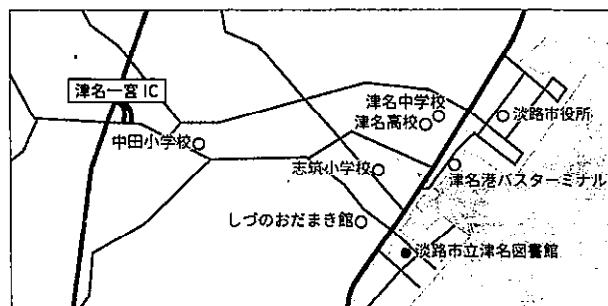 津名一宮 IC
津名中学校
津名高校
淡路市役所
中田小学校
志筑小学校
津名港バスターミナル
しづのおだまき館
淡路市立津名図書館